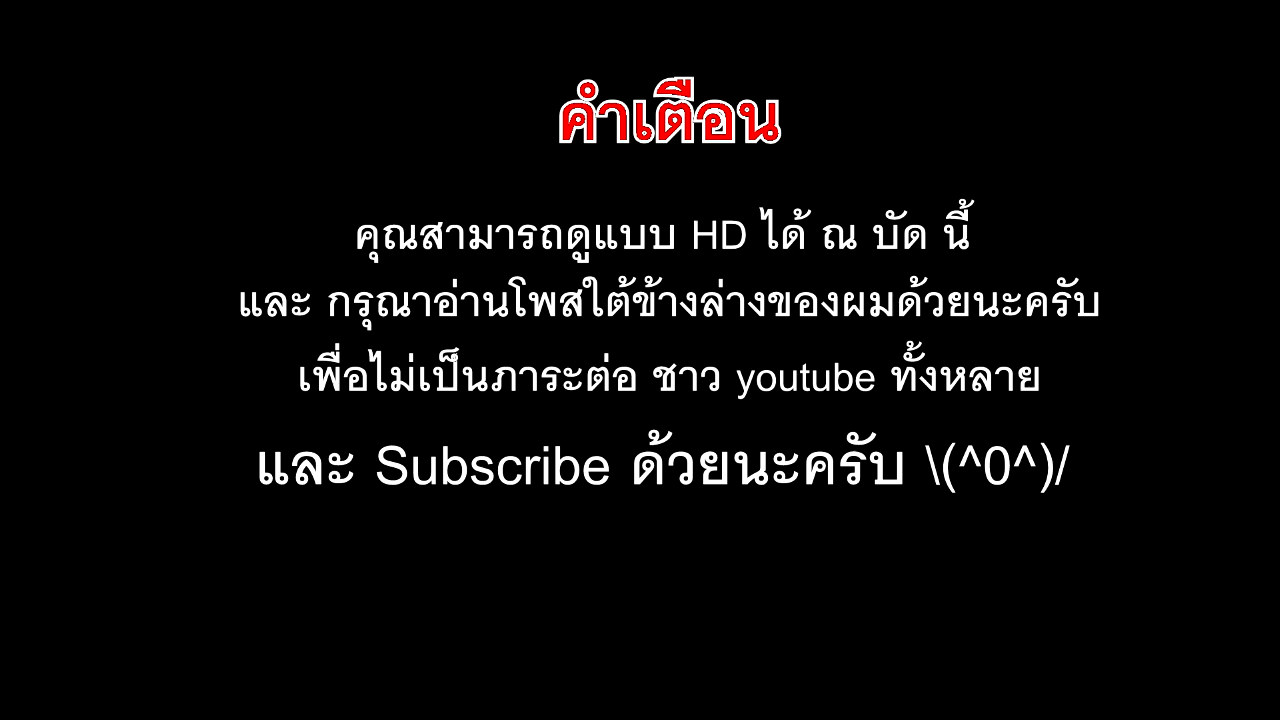 คำเตือน
คุณสามารถดูแบบ HD ได้ ณ บัด นี้
และ กรุณาอ่านโพสใต้ข้างล่างของผมด้วยนะครับ
เพื่อไม่เป็นภาระต่อ ชาว youtube ทั้งหลาย
และ Subscribe ด้วยนะครับ \(^0^)/